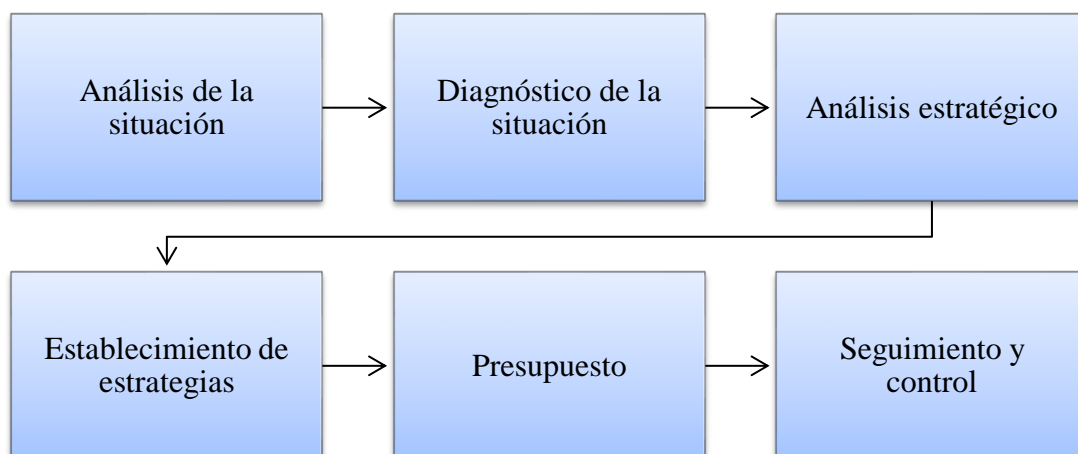 Análisis de la
situación
Diagnóstico de la
situación
Análisis estratégico
Establecimiento de
estrategias
Presupuesto
Seguimiento y
control